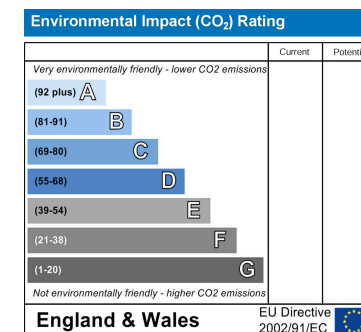 Environmental Impact (CO₂) Rating
Current Potenti
Very environmentally friendly - lower CO2 emissions
(92 plus) A
(81-91) B
(69-80) C
(55-68) D
(39-54) E
(21-38) F
(1-20) G
Not environmentally friendly - higher CO2 emissions
England & Wales
EU Directive
2002/91/EC